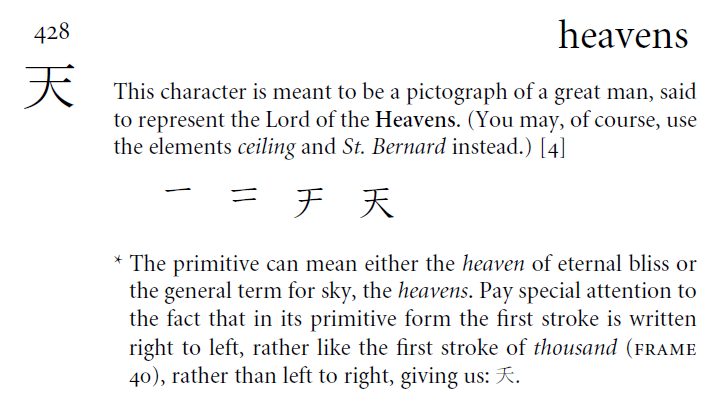 428
heavens
天
This character is meant to be a pictograph of a great man, said
to represent the Lord of the Heavens. (You may, of course, use
the elements ceiling and St. Bernard instead.) [4]
一 二 チ 天
* The primitive can mean either the heaven of eternal bliss or
the general term for sky, the heavens. Pay special attention to
the fact that in its primitive form the first stroke is written
right to left, rather like the first stroke of thousand (FRAME
40), rather than left to right, giving us: 夭.